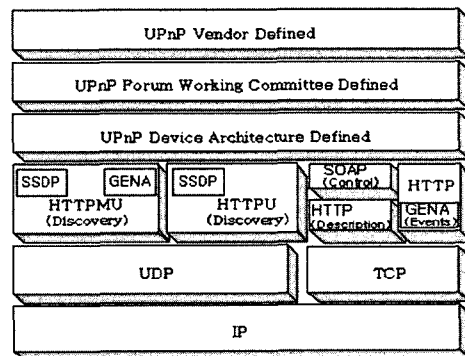 UPnP Vendor Defined
UPnP Forum Working Committee Defined
UPnP Device Architecture Defined
SSDP GENA
HTTPMU
(Discovery)
SSDP
HTTPU
(Discovery)
SOAP
(Control)
HTTP
(Description)
HTTP
GENA
(Events)
UDP
TCP
IP